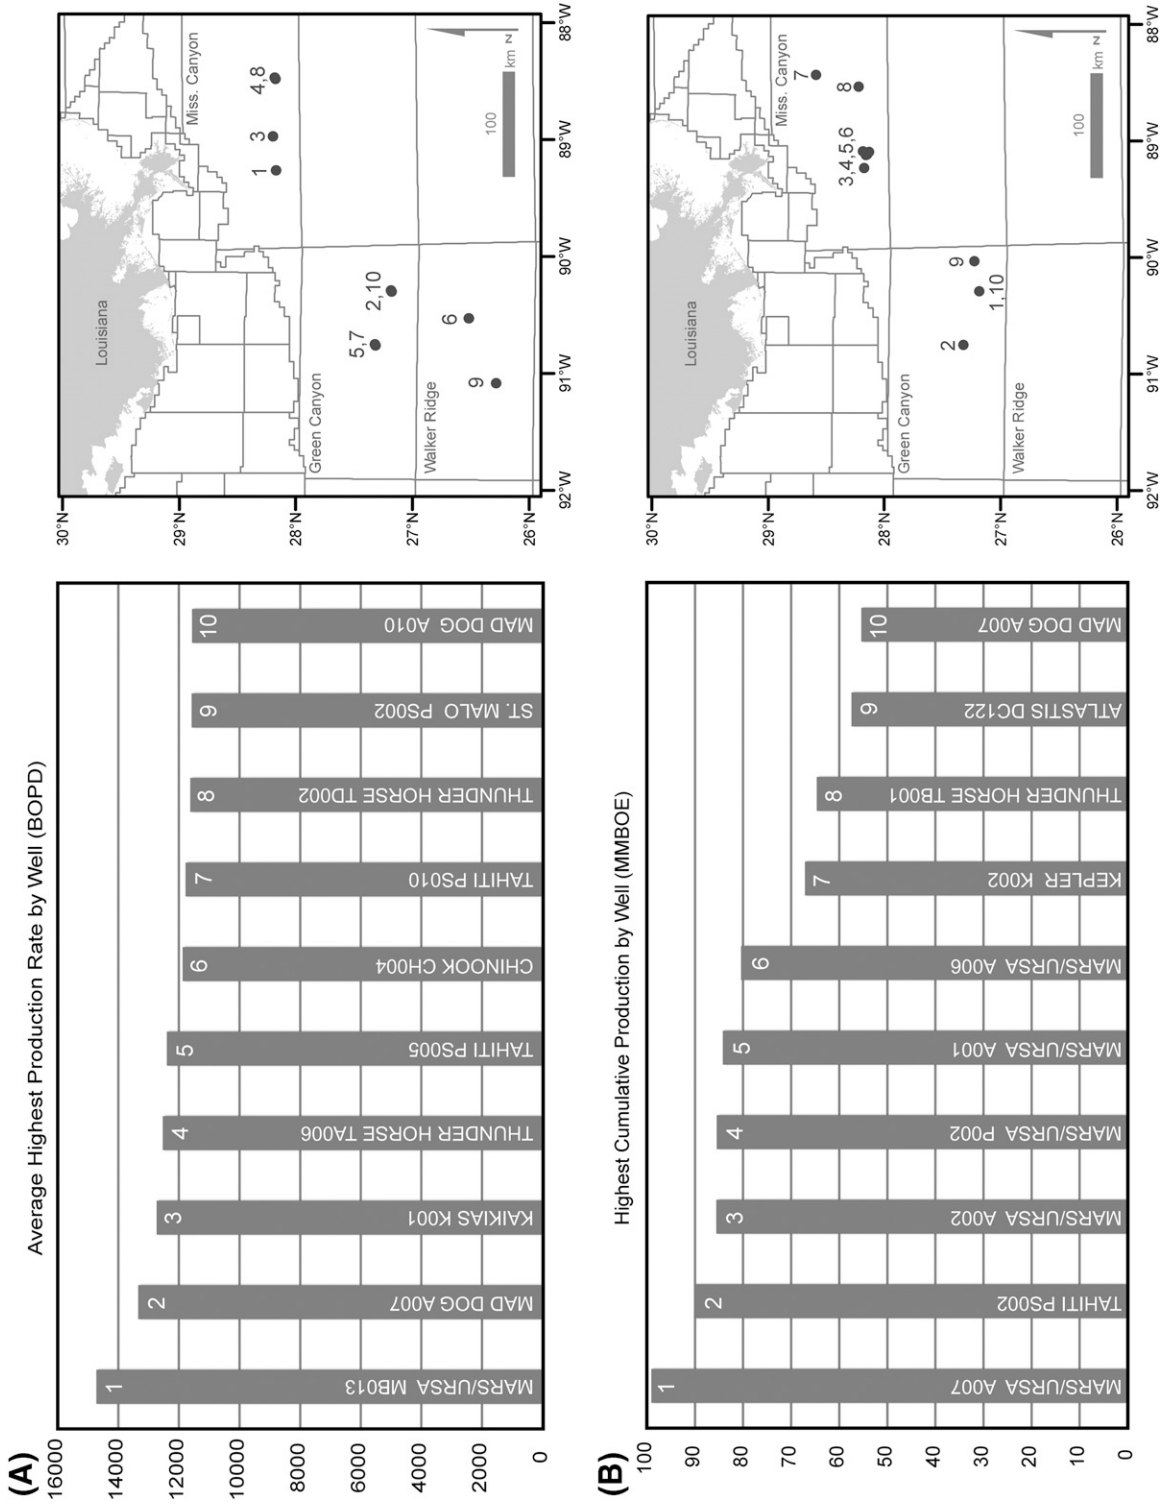 (A)
Average Highest Production Rate by Well (BOPD)
16000
14000
12000
10000
8000
6000
4000
2000
0
1
MARS/URSA MB013
2
MAD DOG A007
3
KAIKIAS K001
4
THUNDER HORSE TA006
5
TAHITI PS005
6
CHINOOK CH004
7
TAHITI PS010
8
THUNDER HORSE TD002
9
ST. MALO PS002
10
MAD DOG A010
30°N
29°N
28°N
27°N
26°N
92°W
91°W
90°W
89°W
88°W
Louisiana
Miss. Canyon
Green Canyon
Walker Ridge
1
3
4,8
5,7
2,10
6
9
100
km
N
(B)
Highest Cumulative Production by Well (MMBOE)
100
90
80
70
60
50
40
30
20
10
0
1
MARS/URSA A007
2
TAHITI PS002
3
MARS/URSA A002
4
MARS/URSA P002
5
MARS/URSA A001
6
MARS/URSA A006
7
KEPLER K002
8
THUNDER HORSE TB001
9
ATLASTIS DC122
10
MAD DOG A007
30°N
29°N
28°N
27°N
26°N
92°W
91°W
90°W
89°W
88°W
Louisiana
Miss. Canyon
Green Canyon
Walker Ridge
7
8
3,4,5,6
9
1,10
2
100
km
N